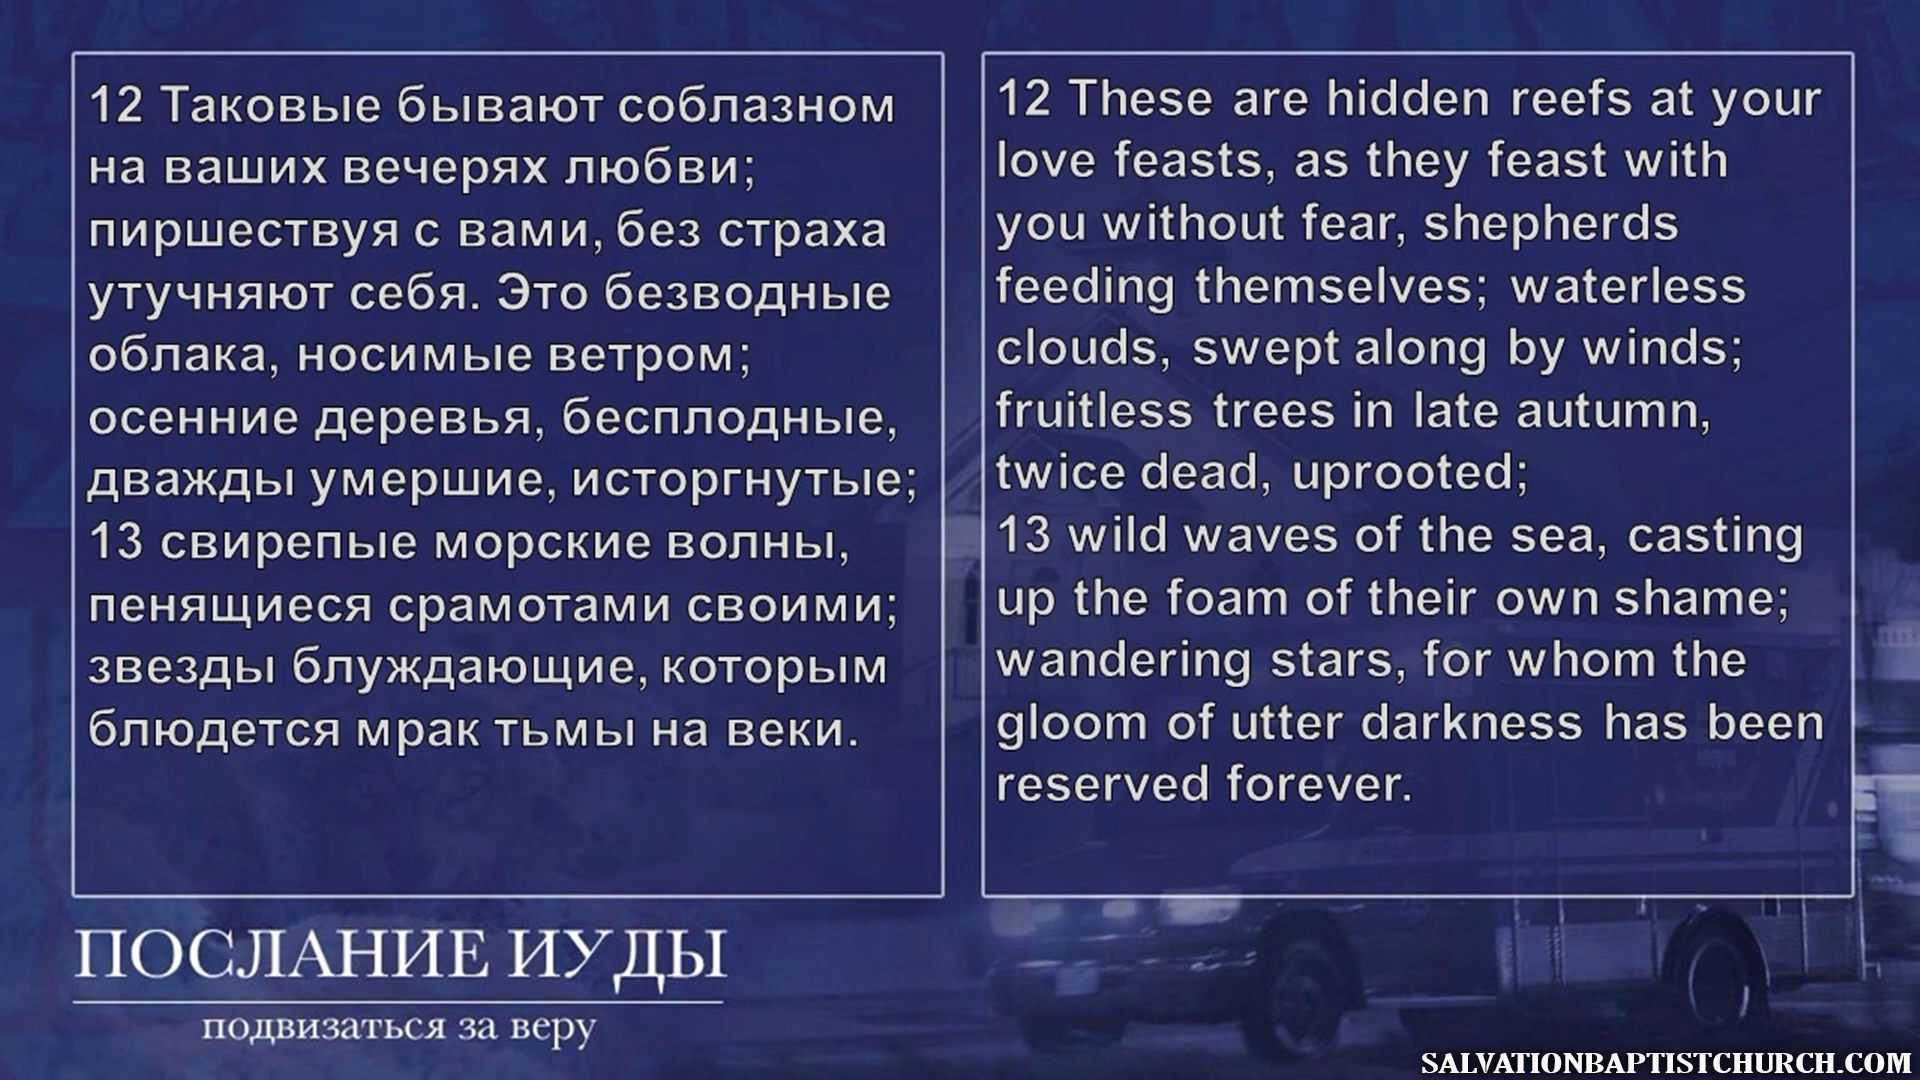 12 Таковые бывают соблазном
на ваших вечерях любви;
пиршествуя с вами, без страха
утучняют себя. Это безводные
облака, носимые ветром;
осенние деревья, бесплодные,
дважды умершие, исторгнутые;
13 свирепые морские волны,
пенящиеся срамотами своими;
звезды блуждающие, которым
блюдется мрак тьмы на веки.
12 These are hidden reefs at your
love feasts, as they feast with
you without fear, shepherds
feeding themselves; waterless
clouds, swept along by winds;
fruitless trees in late autumn,
twice dead, uprooted;
13 wild waves of the sea, casting
up the foam of their own shame;
wandering stars, for whom the
gloom of utter darkness has been
reserved forever.
ПОСЛАНИЕ ИУДЫ
подвизаться за веру
SALVATIONBAPTISTCHURCH.COM